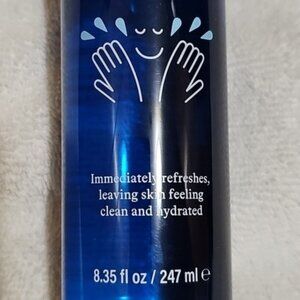 Immediately refreshes,
leaving skin feeling
clean and hydrated
8.35 fl oz / 247 ml ℮